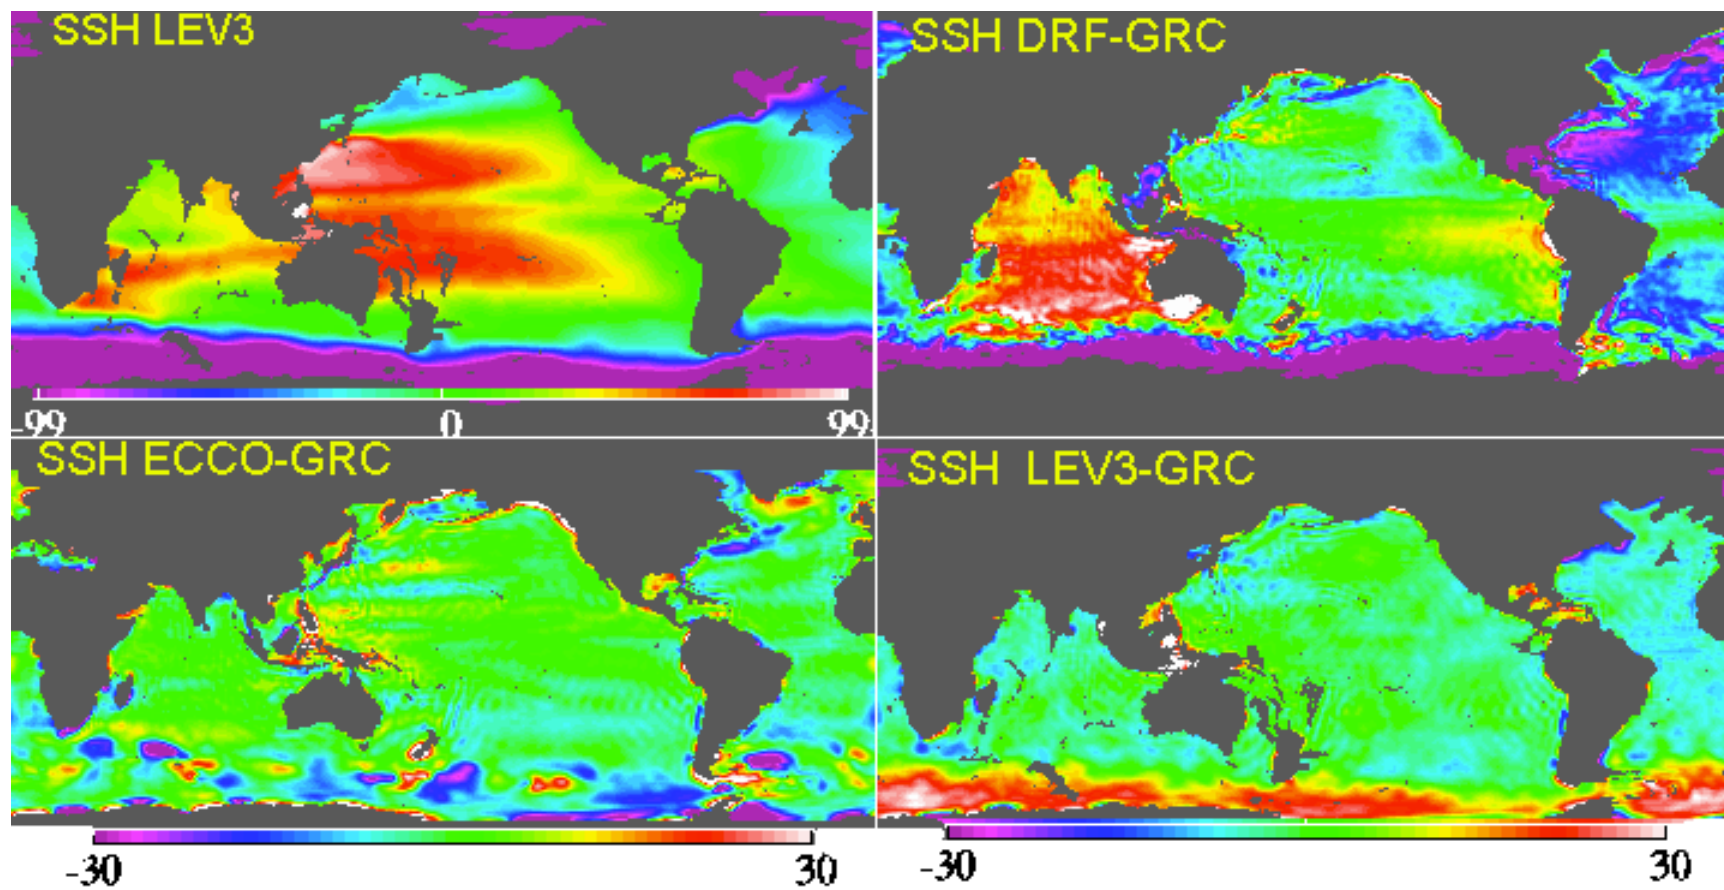 SSH LEV3
SSH DRF-GRC
-99 0 99
SSH ECCO-GRC
SSH LEV3-GRC
-30 30
-30 30